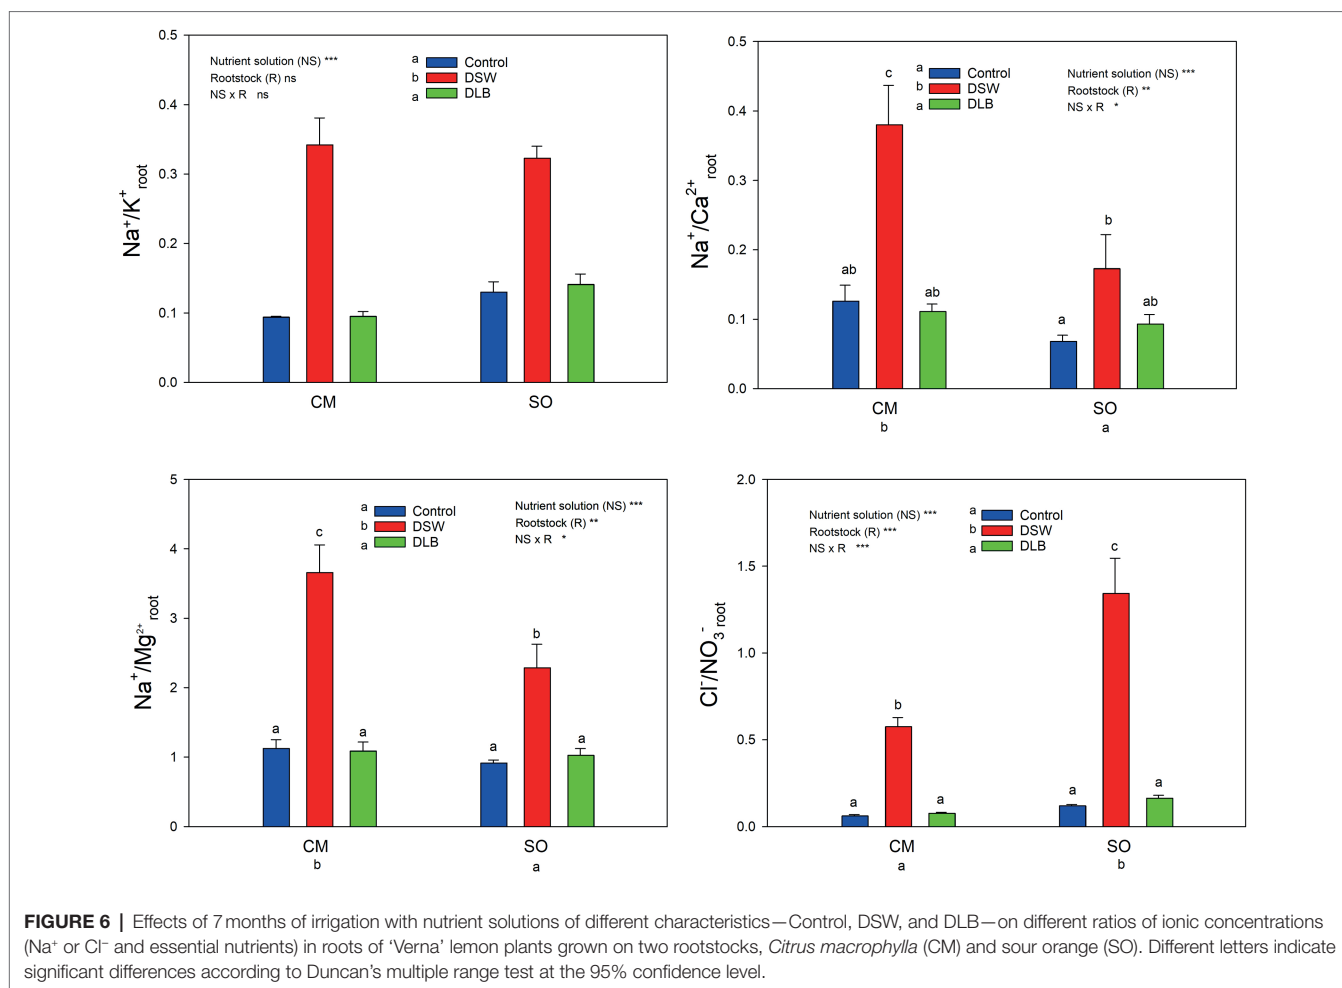 0.5
0.4
0.3
0.2
0.1
0.0
Na⁺/K⁺ root
Nutrient solution (NS) ***
Rootstock (R) ns
NS x R ns
a Control
b DSW
a DLB
CM
SO
0.5
0.4
0.3
0.2
0.1
0.0
Na⁺/Ca²⁺ root
a Control
b DSW
a DLB
Nutrient solution (NS) ***
Rootstock (R) **
NS x R *
ab
c
ab
a
b
ab
CM
SO
b
a
5
4
3
2
1
0
Na⁺/Mg²⁺ root
a Control
b DSW
a DLB
Nutrient solution (NS) ***
Rootstock (R) **
NS x R *
a
c
a
a
b
a
CM
SO
b
a
2.0
1.5
1.0
0.5
0.0
Cl⁻/NO₃⁻ root
Nutrient solution (NS) ***
Rootstock (R) ***
NS x R ***
a Control
b DSW
a DLB
a
b
a
a
c
a
CM
SO
a
b
FIGURE 6 | Effects of 7 months of irrigation with nutrient solutions of different characteristics—Control, DSW, and DLB—on different ratios of ionic concentrations
(Na⁺ or Cl⁻ and essential nutrients) in roots of ‘Verna’ lemon plants grown on two rootstocks, Citrus macrophylla (CM) and sour orange (SO). Different letters indicate
significant differences according to Duncan’s multiple range test at the 95% confidence level.